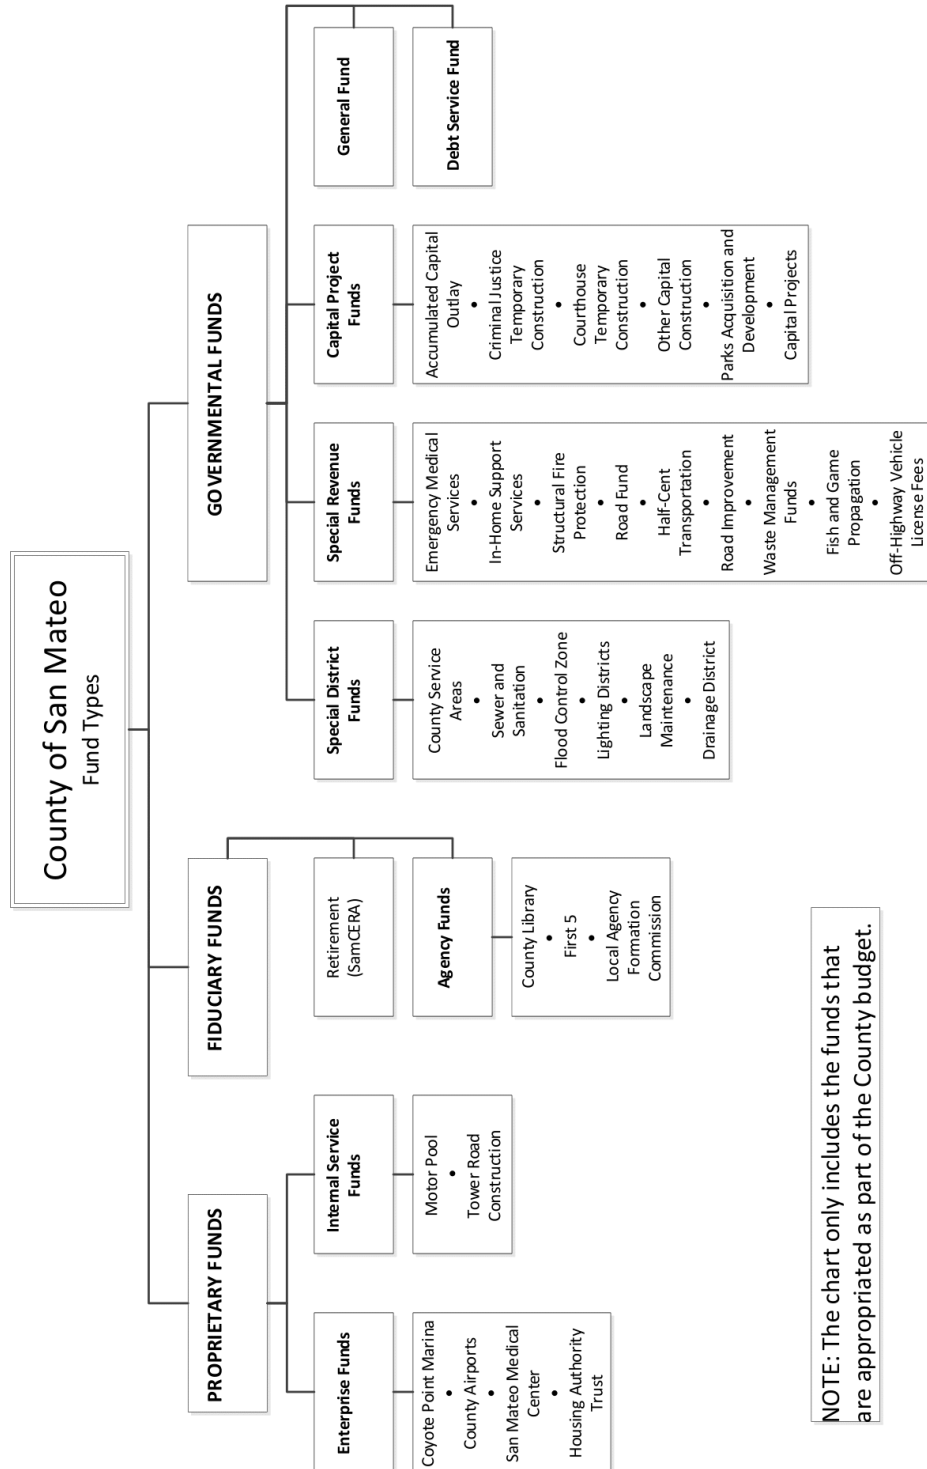 County of San Mateo
Fund Types
PROPRIETARY FUNDS
FIDUCIARY FUNDS
GOVERNMENTAL FUNDS
Enterprise Funds
Coyote Point Marina
•
County Airports
•
San Mateo Medical
Center
•
Housing Authority
Trust
Internal Service
Funds
Motor Pool
•
Tower Road
Construction
Retirement
(SamCERA)
Agency Funds
County Library
•
First 5
•
Local Agency
Formation
Commission
Special District
Funds
County Service
Areas
•
Sewer and
Sanitation
•
Flood Control Zone
•
Lighting Districts
•
Landscape
Maintenance
•
Drainage District
Special Revenue
Funds
Emergency Medical
Services
•
In-Home Support
Services
•
Structural Fire
Protection
•
Road Fund
•
Half-Cent
Transportation
•
Road Improvement
•
Waste Management
Funds
•
Fish and Game
Propagation
•
Off-Highway Vehicle
License Fees
Capital Project
Funds
Accumulated Capital
Outlay
•
Criminal Justice
Temporary
Construction
•
Courthouse
Temporary
Construction
•
Other Capital
Construction
•
Parks Acquisition and
Development
•
Capital Projects
General Fund
Debt Service Fund
NOTE: The chart only includes the funds that
are appropriated as part of the County budget.